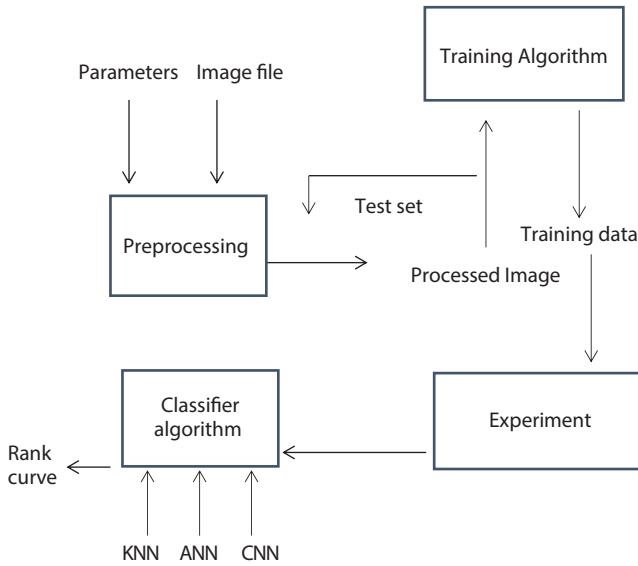 Parameters
Image file
Training Algorithm
Preprocessing
Test set
Training data
Processed Image
Classifier
algorithm
Experiment
Rank
curve
KNN
ANN
CNN